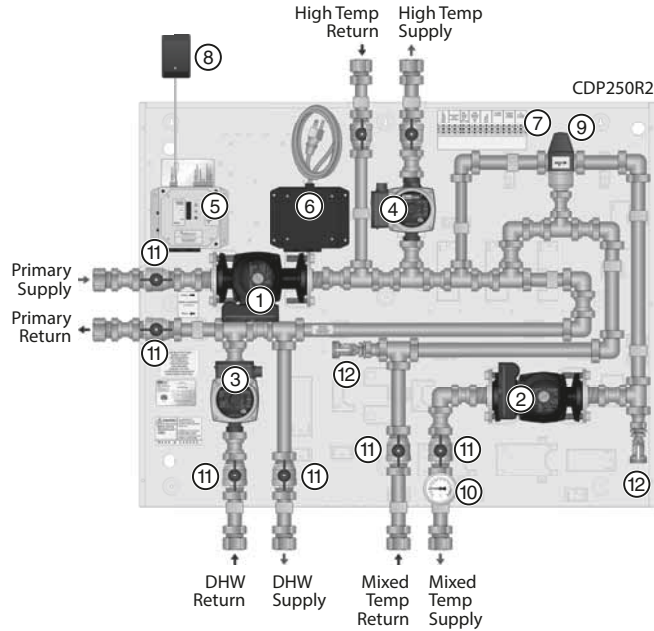 High Temp
Return
High Temp
Supply
8
CDP250R2
7
9
5
6
4
11
Primary
Supply
1
Primary
Return
11
12
3
2
11
11
11
11
10
12
DHW
Return
DHW
Supply
Mixed
Temp
Return
Mixed
Temp
Supply